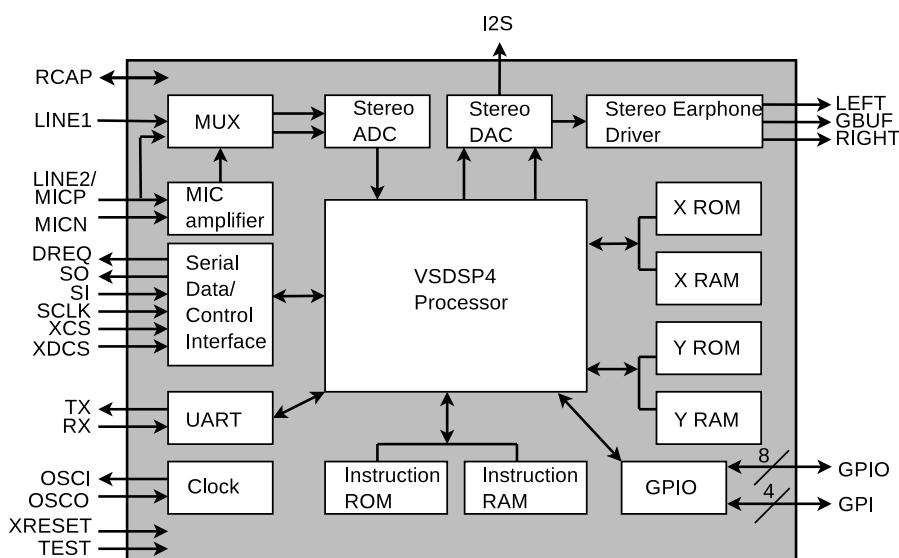 I2S
RCAP
LINE1
LINE2/
MICP
MICN
DREQ
SO
SI
SCLK
XCS
XDCS
TX
RX
OSCI
OSCO
XRESET
TEST
MUX
Stereo
ADC
Stereo
DAC
Stereo Earphone
Driver
LEFT
GBUF
RIGHT
MIC
amplifier
Serial
Data/
Control
Interface
VSDSP4
Processor
X ROM
X RAM
Y ROM
Y RAM
UART
Clock
Instruction
ROM
Instruction
RAM
GPIO
8
4
GPIO
GPI